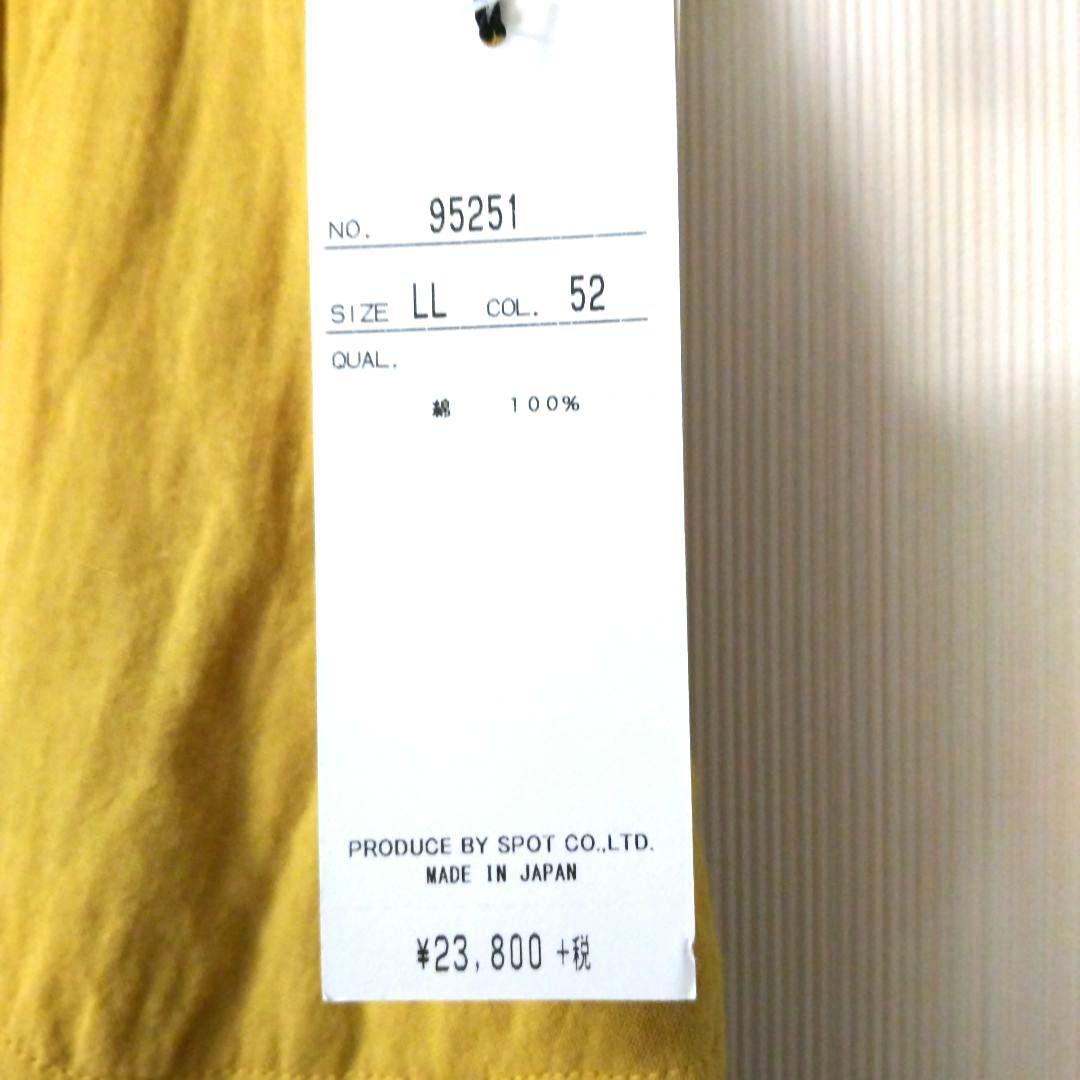 NO. 95251
SIZE LL COL. 52
QUAL.
綿 100%
PRODUCE BY SPOT CO.,LTD.
MADE IN JAPAN
¥23,800+税